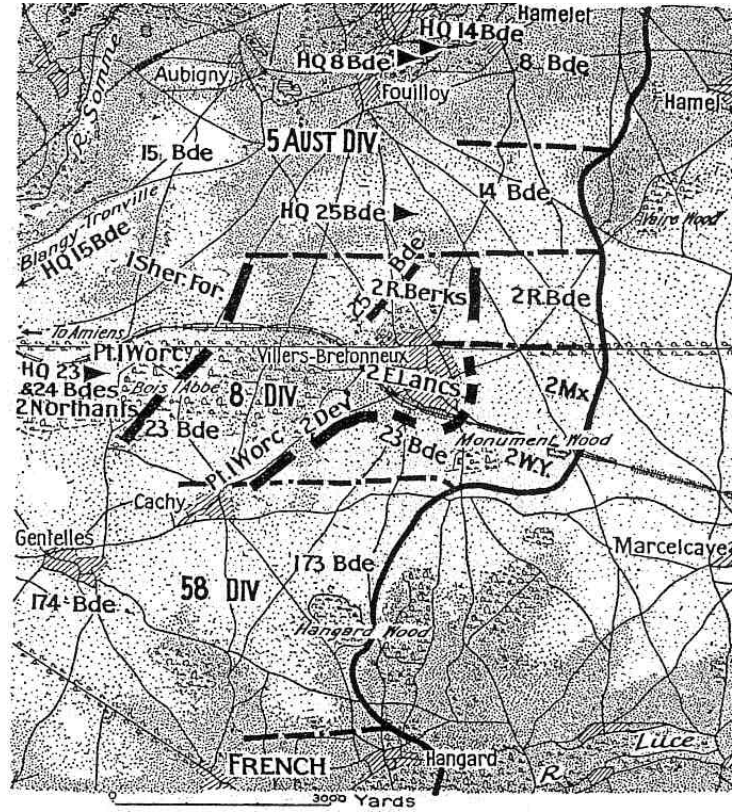 Hamelet
HQ 14 Bde
HQ 8 Bde
8 Bde
R. Somme
Aubigny
Fouilloy
Hamel
5 AUST DIV
15 Bde
14 Bde
HQ 25 Bde
Vaire Wood
Blangy-Tronville
HQ 15 Bde
1 Sher For.
25 Bde
2 R. Berks
2 R. Bde
To Amiens
Pt. 1 Worc
Villers-Bretonneux
HQ 23
& 24 Bdes
Bois l'Abbé
2 E Lancs
2 Northants
8 DIV
2 Mx.
23 Bde
2 Dev
23 Bde
Monument Wood
Pt. 1 Worc
2 W.Y.
Cachy
Gentelles
Marcelcave
173 Bde
58 DIV
174 Bde
Hangard Wood
Luce
FRENCH
Hangard
R.
0
3000 Yards